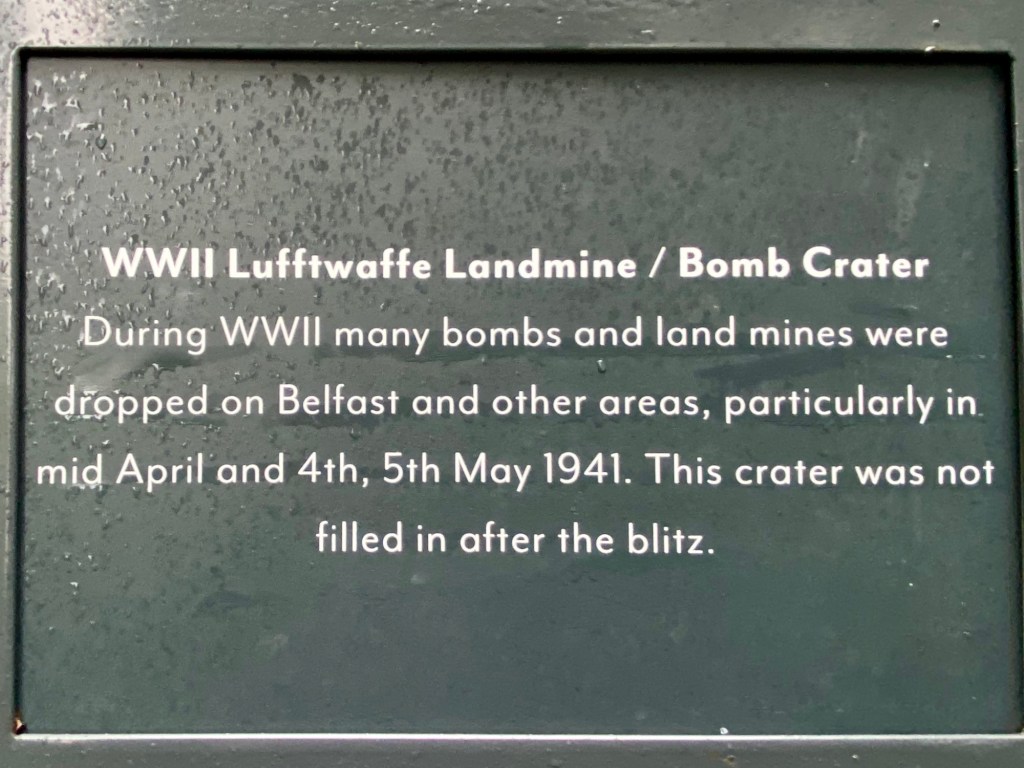 WWII Lufftwaffe Landmine / Bomb Crater
During WWII many bombs and land mines were
dropped on Belfast and other areas, particularly in
mid April and 4th, 5th May 1941. This crater was not
filled in after the blitz.